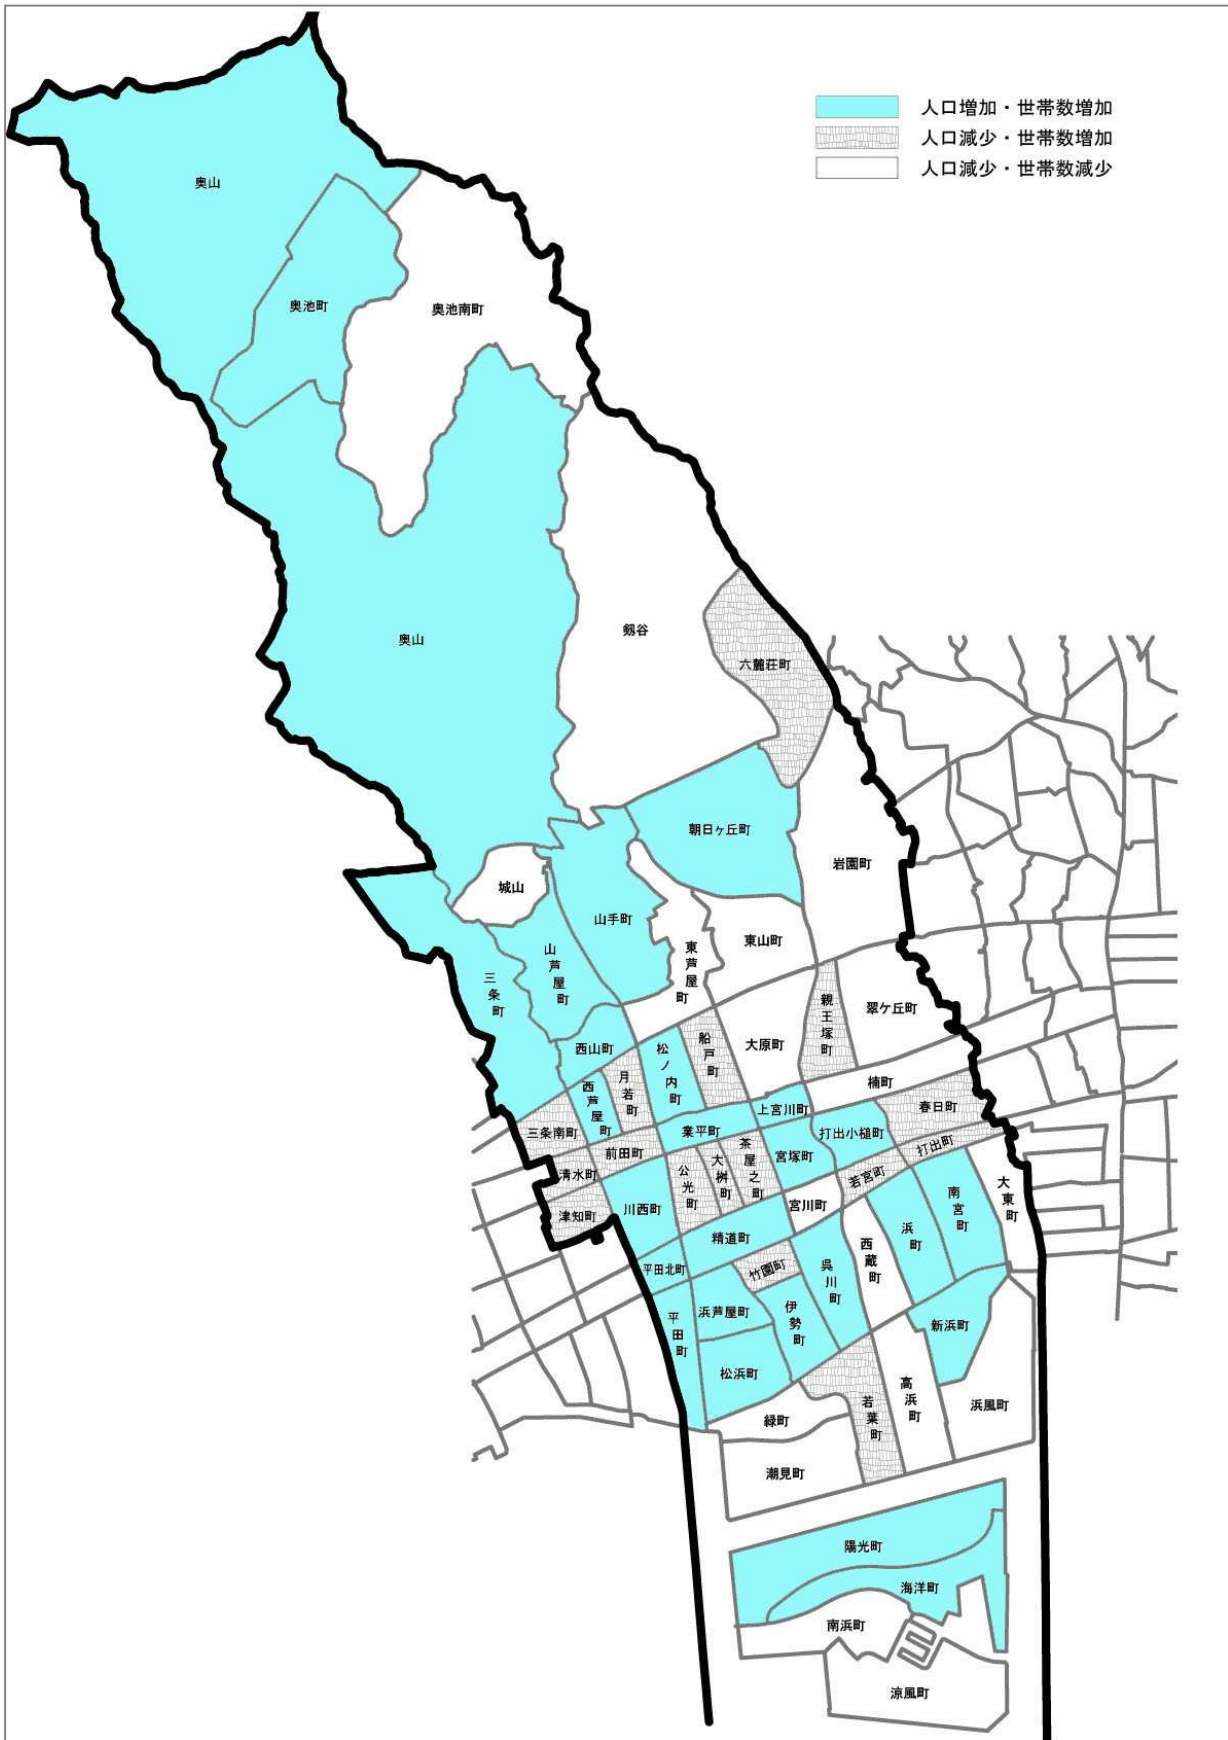 人口増加・世帯数増加
人口減少・世帯数増加
人口減少・世帯数減少
奥山
奥池町
奥池南町
奥山
剱谷
六麓荘町
朝日ヶ丘町
岩園町
城山
山手町
東山町
東芦屋町
山芦屋町
三条町
翠ケ丘町
親王塚町
大原町
船戸町
松ノ内町
西山町
月若町
西芦屋町
楠町
上宮川町
春日町
業平町
打出小槌町
三条南町
前田町
打出町
茶屋之町
宮塚町
大桝町
公光町
清水町
若宮町
大東町
南宮町
津知町
川西町
宮川町
浜町
精道町
西蔵町
呉川町
平田北町
竹園町
浜芦屋町
伊勢町
新浜町
平田町
松浜町
高浜町
浜風町
若葉町
緑町
潮見町
陽光町
海洋町
南浜町
涼風町